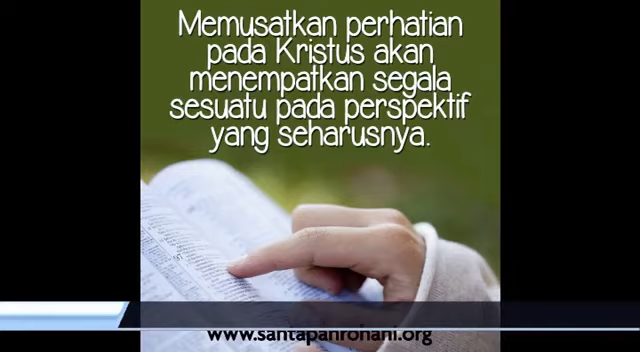 Memusatkan perhatian
pada Kristus akan
menempatkan segala
sesuatu pada perspektif
yang seharusnya.
www.santapanrohani.org